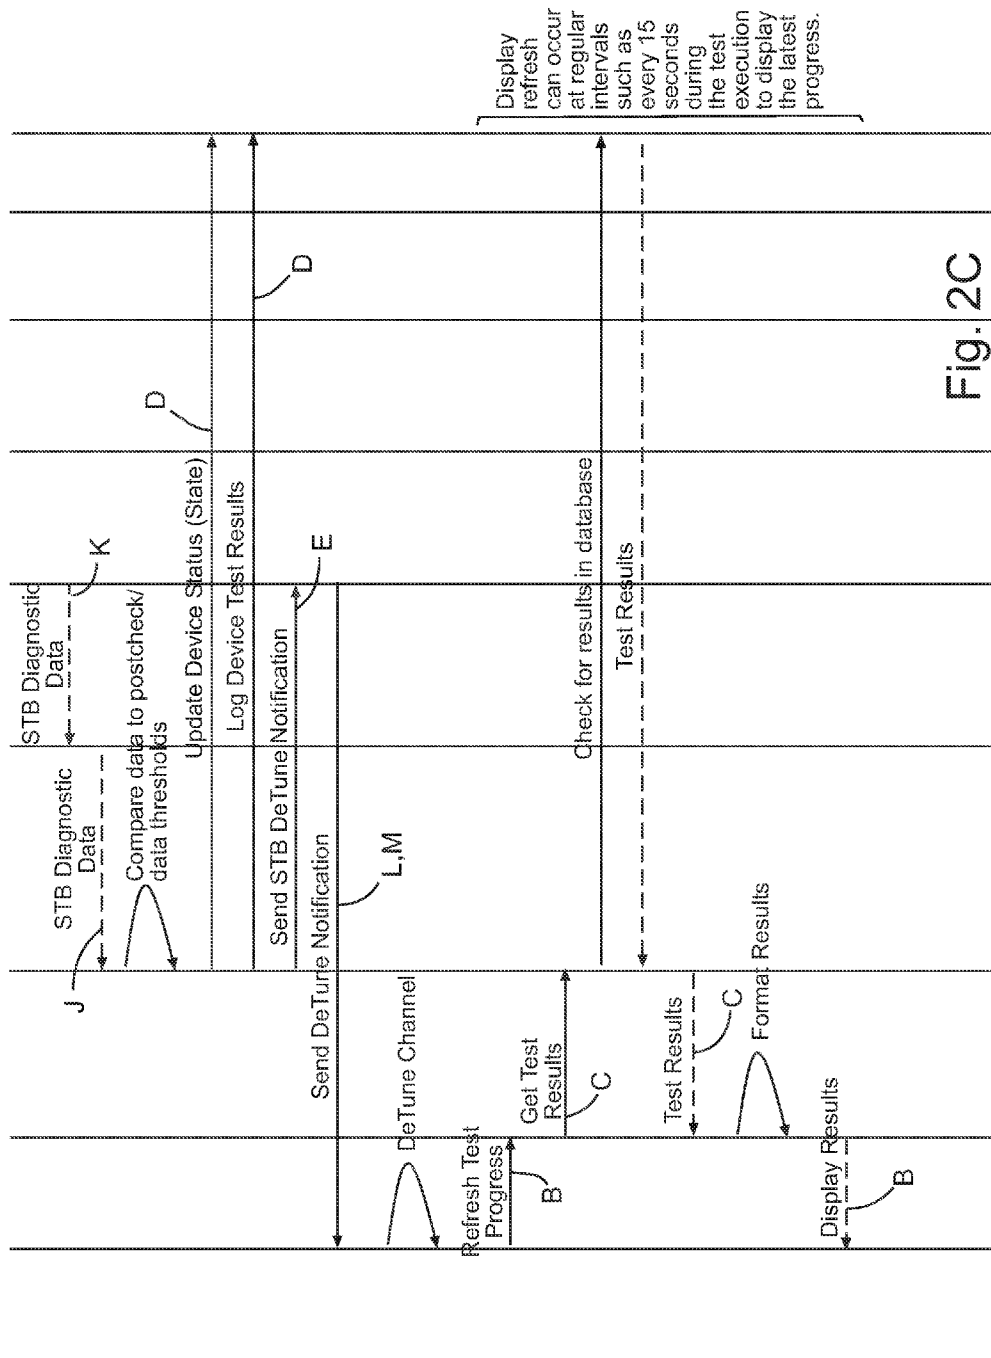 STB Diagnostic
Data
K
STB Diagnostic
Data
J
Compare data to postcheck/
data thresholds
D
Update Device Status (State)
Log Device Test Results
D
Send STB DeTune Notification
E
Send DeTune Notification
L,M
DeTune Channel
Refresh Test
Progress
B
Get Test
Results
C
Check for results in database
Test Results
Test Results
C
Format Results
Display Results
B
Display
refresh
can occur
at regular
intervals
such as
every 15
seconds
during
the test
execution
to display
the latest
progress.
Fig. 2C